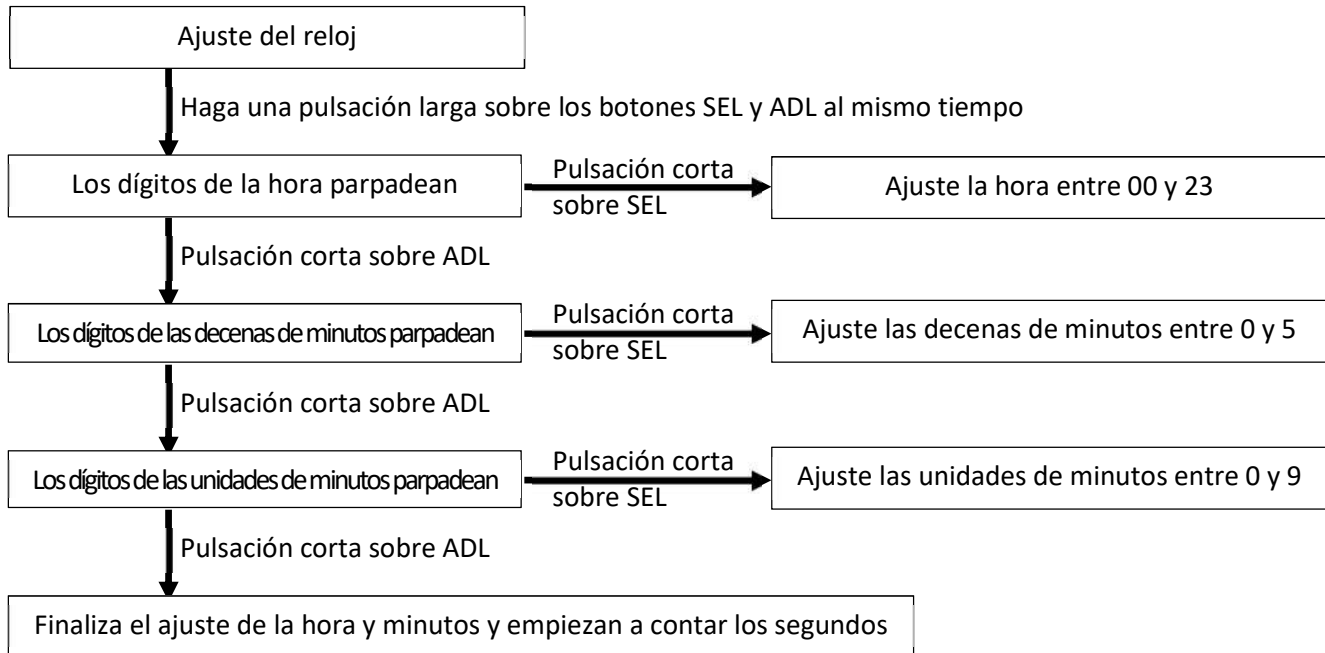 Ajuste del reloj
Haga una pulsación larga sobre los botones SEL y ADL al mismo tiempo
Los dígitos de la hora parpadean
Pulsación corta
sobre SEL
Ajuste la hora entre 00 y 23
Pulsación corta sobre ADL
Los dígitos de las decenas de minutos parpadean
Pulsación corta
sobre SEL
Ajuste las decenas de minutos entre 0 y 5
Pulsación corta sobre ADL
Los dígitos de las unidades de minutos parpadean
Pulsación corta
sobre SEL
Ajuste las unidades de minutos entre 0 y 9
Pulsación corta sobre ADL
Finaliza el ajuste de la hora y minutos y empiezan a contar los segundos